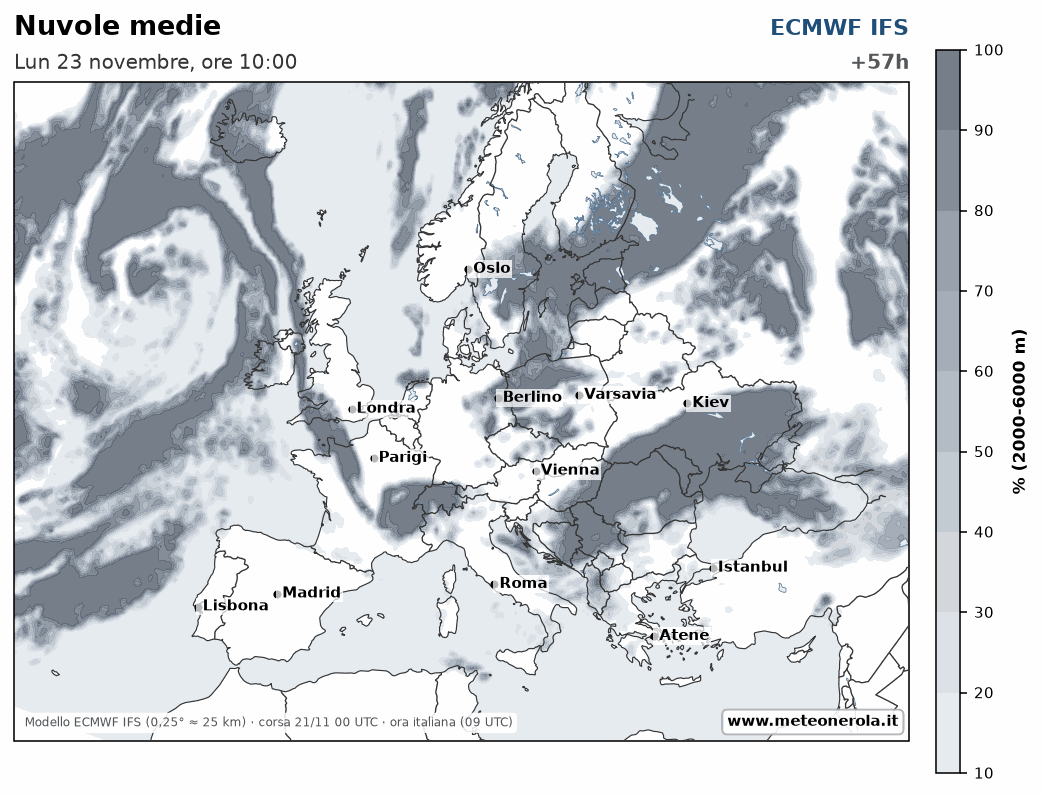 Nuvole medie
ECMWF IFS
Lun 23 novembre, ore 10:00
+57h
100
90
80
70
60
50
40
30
20
10
% (2000-6000 m)
Oslo
Berlino
Varsavia
Kiev
Londra
Parigi
Vienna
Istanbul
Roma
Madrid
Lisbona
Atene
Modello ECMWF IFS (0,25° ≈ 25 km) · corsa 21/11 00 UTC · ora italiana (09 UTC)
www.meteonerola.it